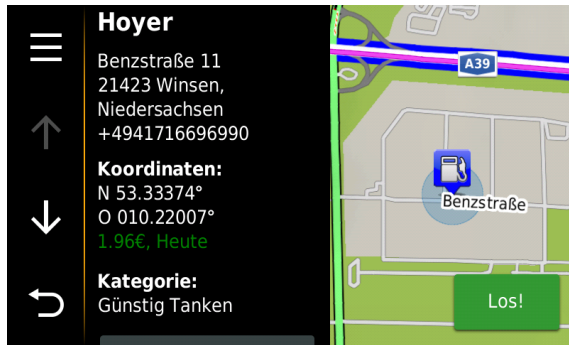 Hoyer
Benzstraße 11
21423 Winsen,
Niedersachsen
+4941716696990
Koordinaten:
N 53.33374°
O 010.22007°
1.96€, Heute
Kategorie:
Günstig Tanken
A39
Benzstraße
Los!